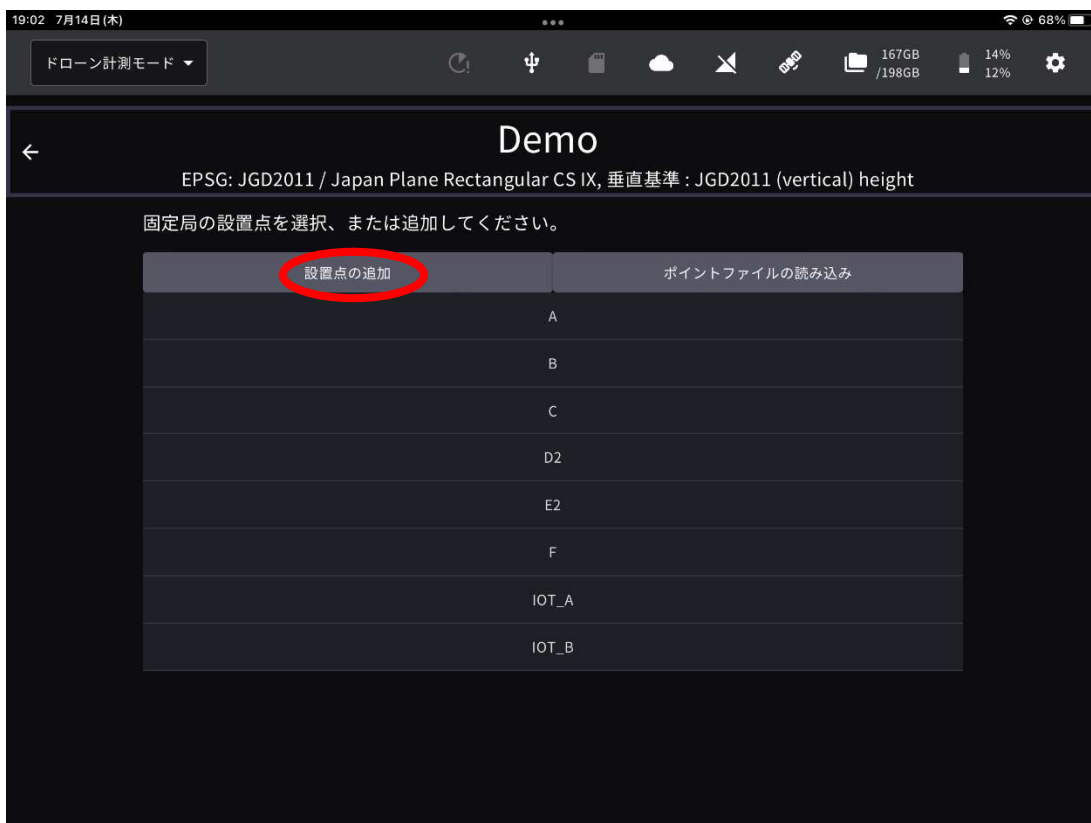 19:02 7月14日(木)
68%
ドローン計測モード
167GB
/198GB
14%
12%
Demo
EPSG: JGD2011 / Japan Plane Rectangular CS IX, 垂直基準 : JGD2011 (vertical) height
固定局の設置点を選択、または追加してください。
設置点の追加
ポイントファイルの読み込み
A
B
C
D2
E2
F
IOT_A
IOT_B